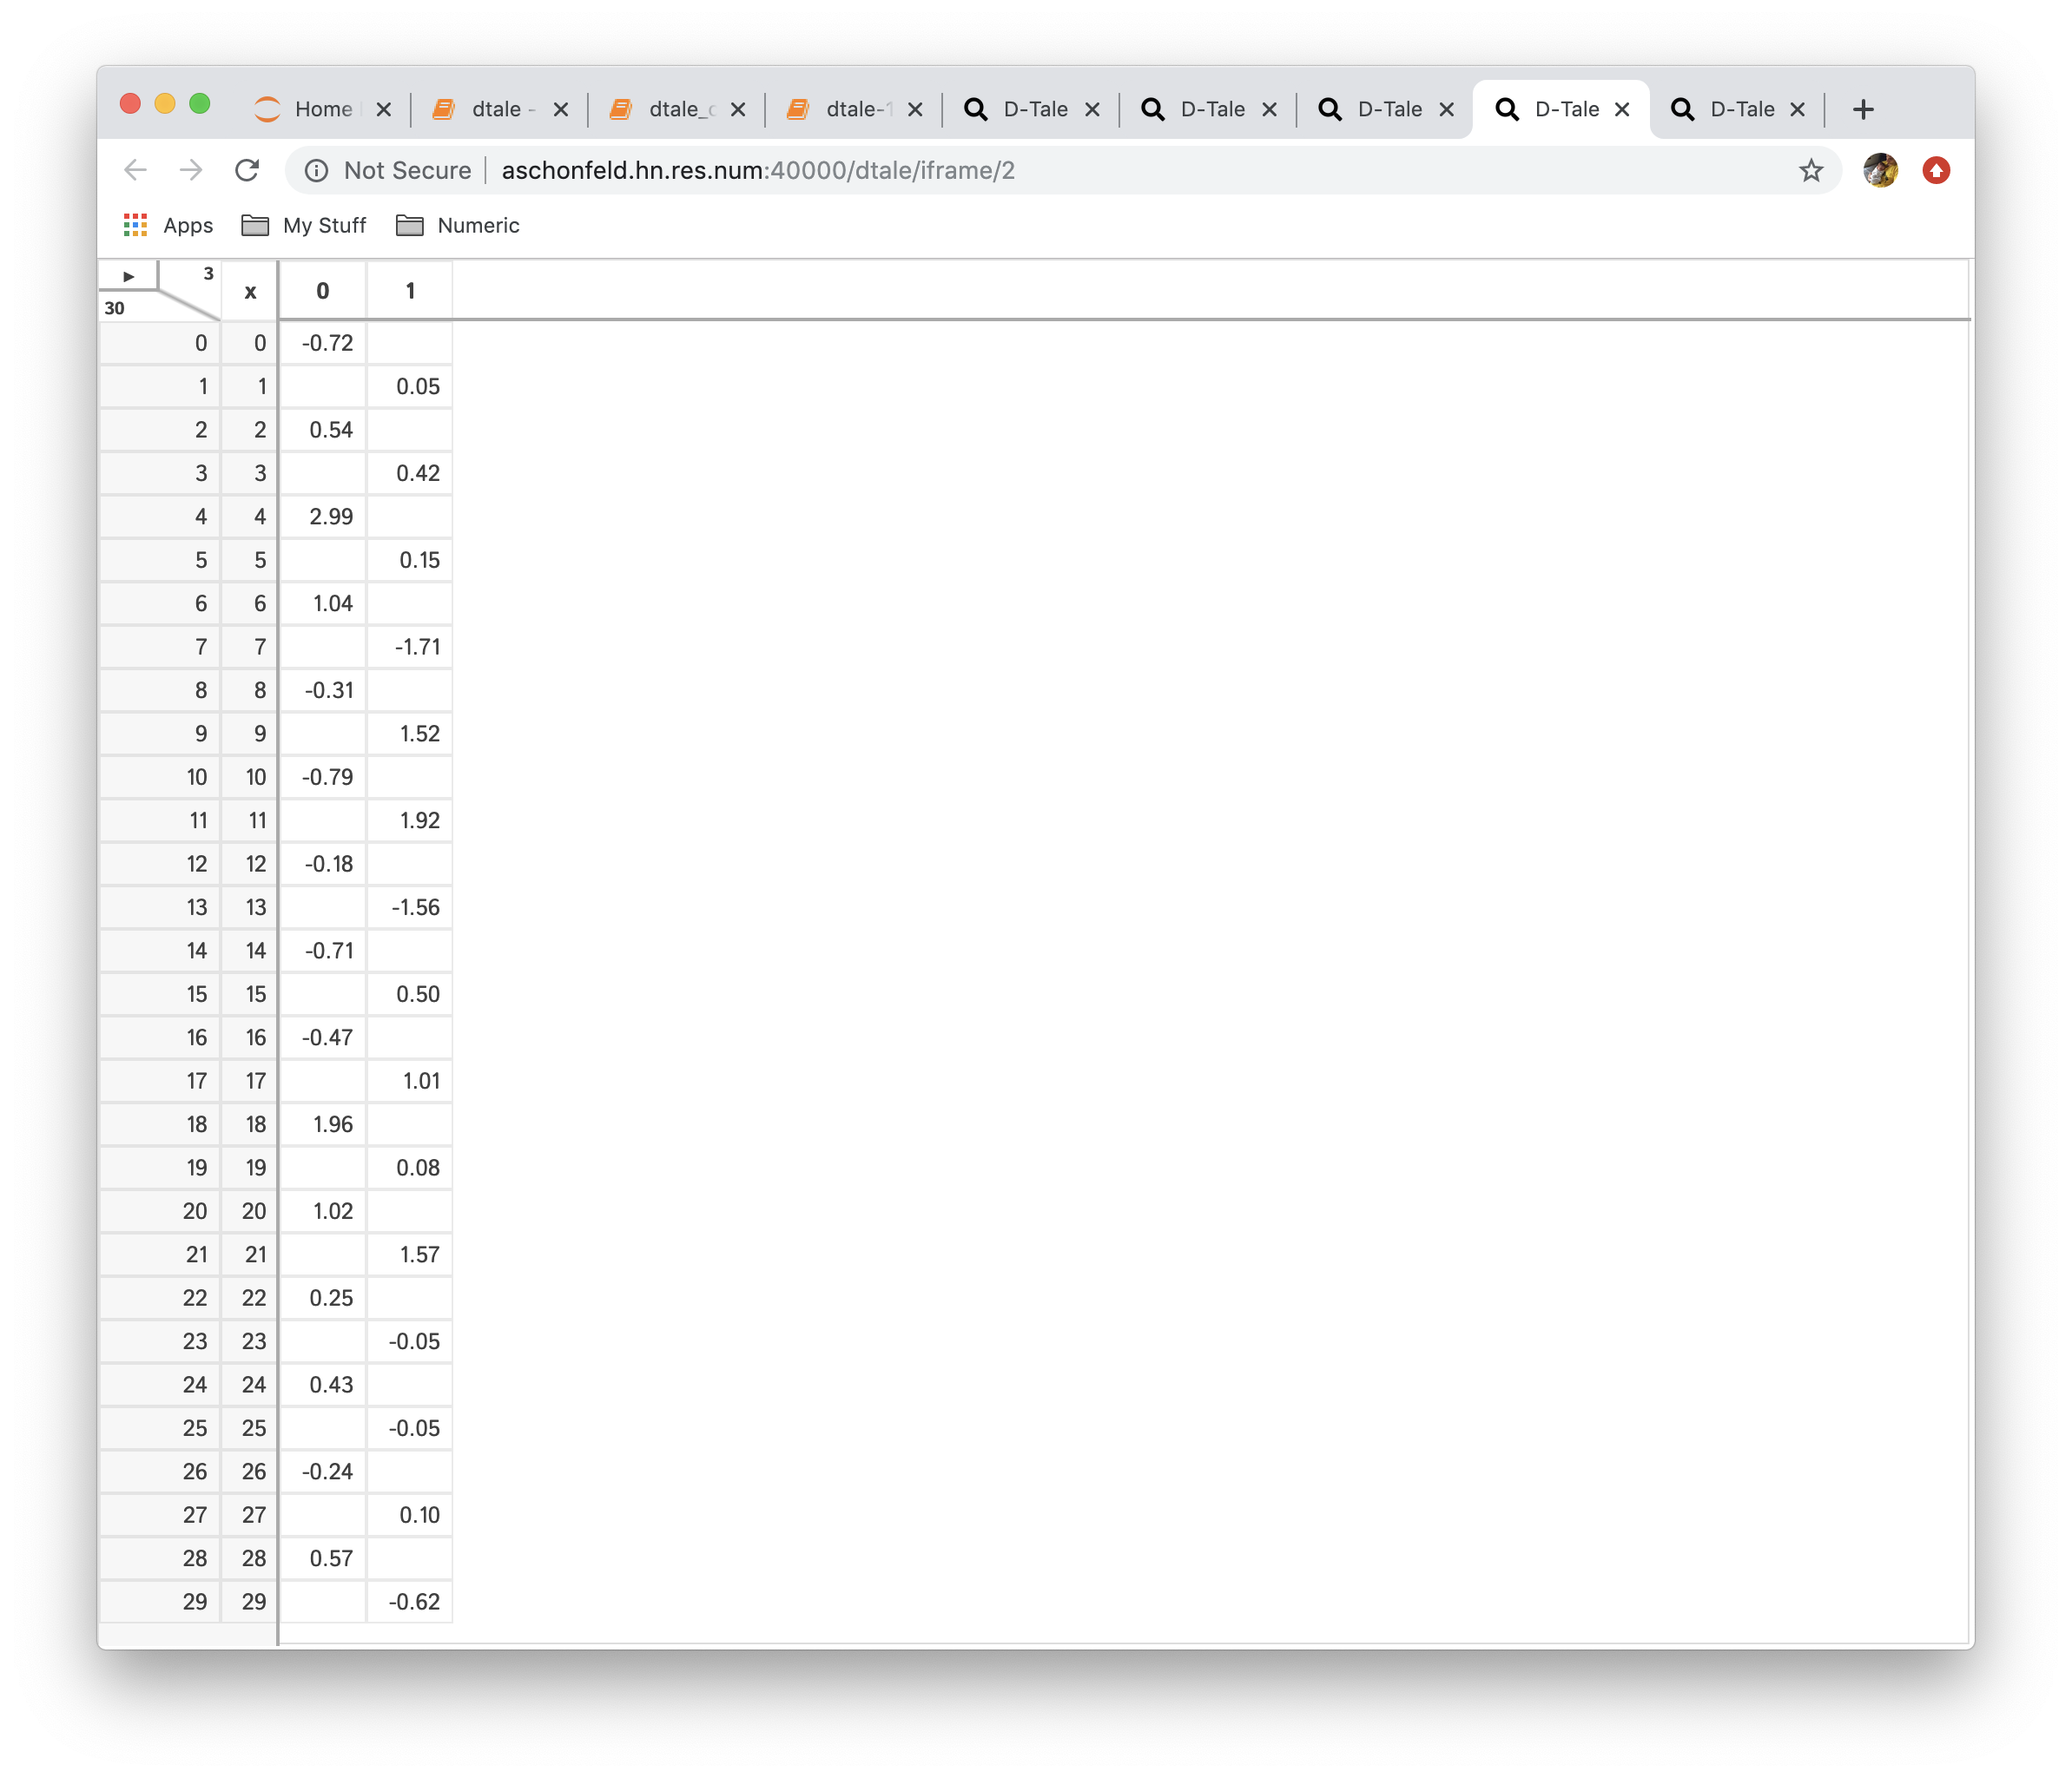 Home dtale - dtale_c dtale-1 D-Tale D-Tale D-Tale D-Tale D-Tale
Not Secure aschonfeld.hn.res.num:40000/dtale/iframe/2
Apps My Stuff Numeric
▶ 3
30 x 0 1
0 0 -0.72
1 1 0.05
2 2 0.54
3 3 0.42
4 4 2.99
5 5 0.15
6 6 1.04
7 7 -1.71
8 8 -0.31
9 9 1.52
10 10 -0.79
11 11 1.92
12 12 -0.18
13 13 -1.56
14 14 -0.71
15 15 0.50
16 16 -0.47
17 17 1.01
18 18 1.96
19 19 0.08
20 20 1.02
21 21 1.57
22 22 0.25
23 23 -0.05
24 24 0.43
25 25 -0.05
26 26 -0.24
27 27 0.10
28 28 0.57
29 29 -0.62